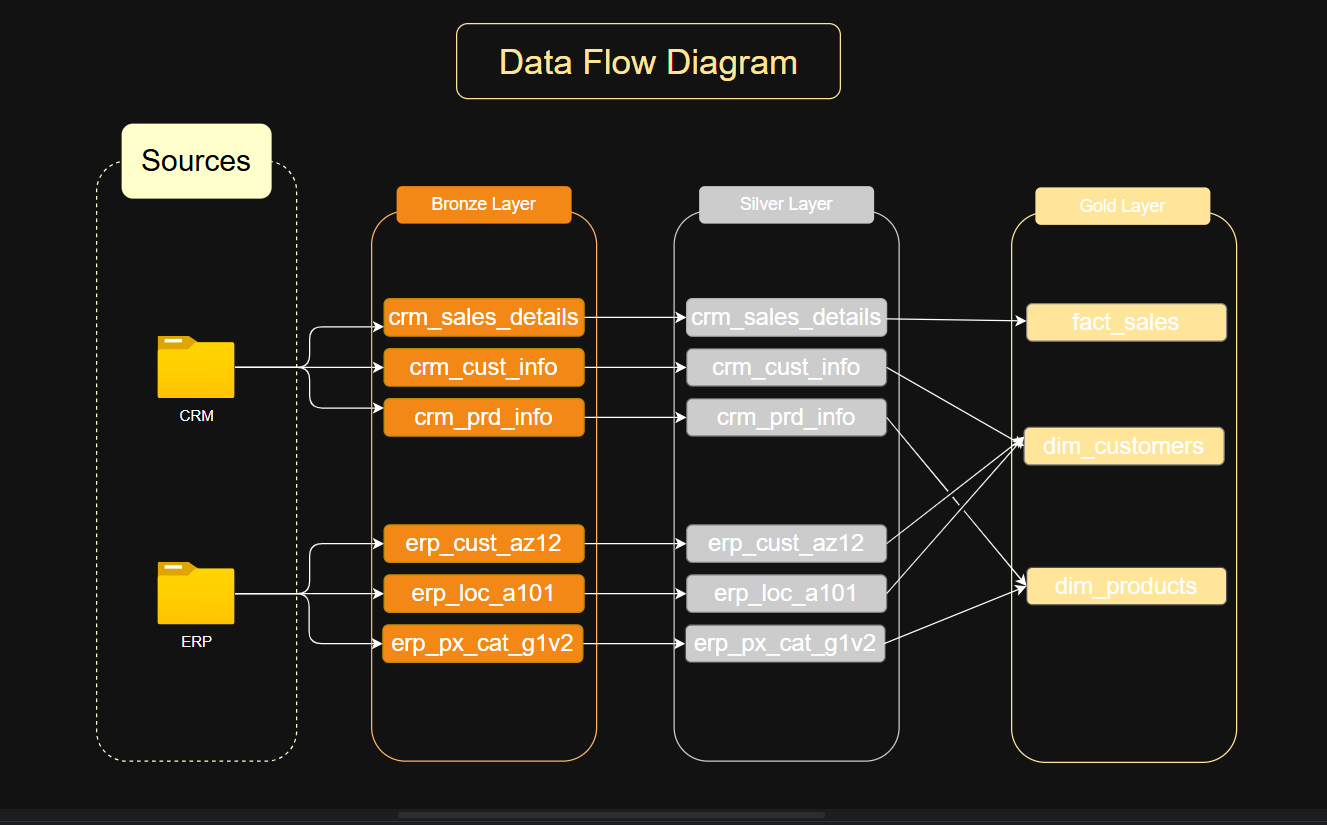 Data Flow Diagram
Sources
CRM
ERP
Bronze Layer
crm_sales_details
crm_cust_info
crm_prd_info
erp_cust_az12
erp_loc_a101
erp_px_cat_g1v2
Silver Layer
crm_sales_details
crm_cust_info
crm_prd_info
erp_cust_az12
erp_loc_a101
erp_px_cat_g1v2
Gold Layer
fact_sales
dim_customers
dim_products